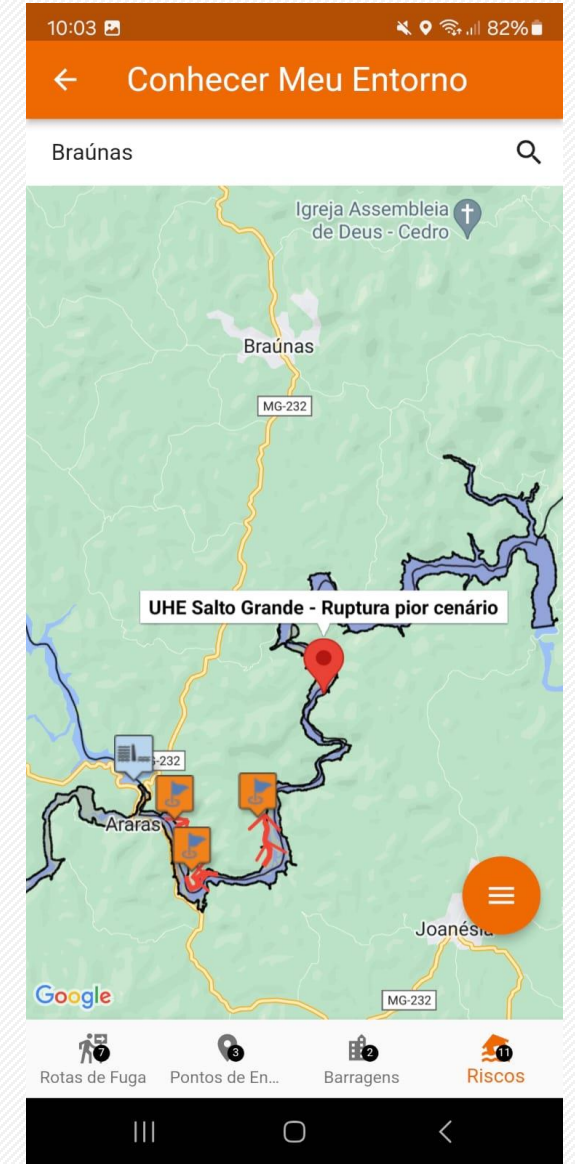 10:03
82%
Conhecer Meu Entorno
Braúnas
Igreja Assembleia
de Deus - Cedro
Braúnas
MG-232
UHE Salto Grande - Ruptura pior cenário
232
Araras
Joanési
MG-232
Google
7
3
2
11
Rotas de Fuga
Pontos de En...
Barragens
Riscos